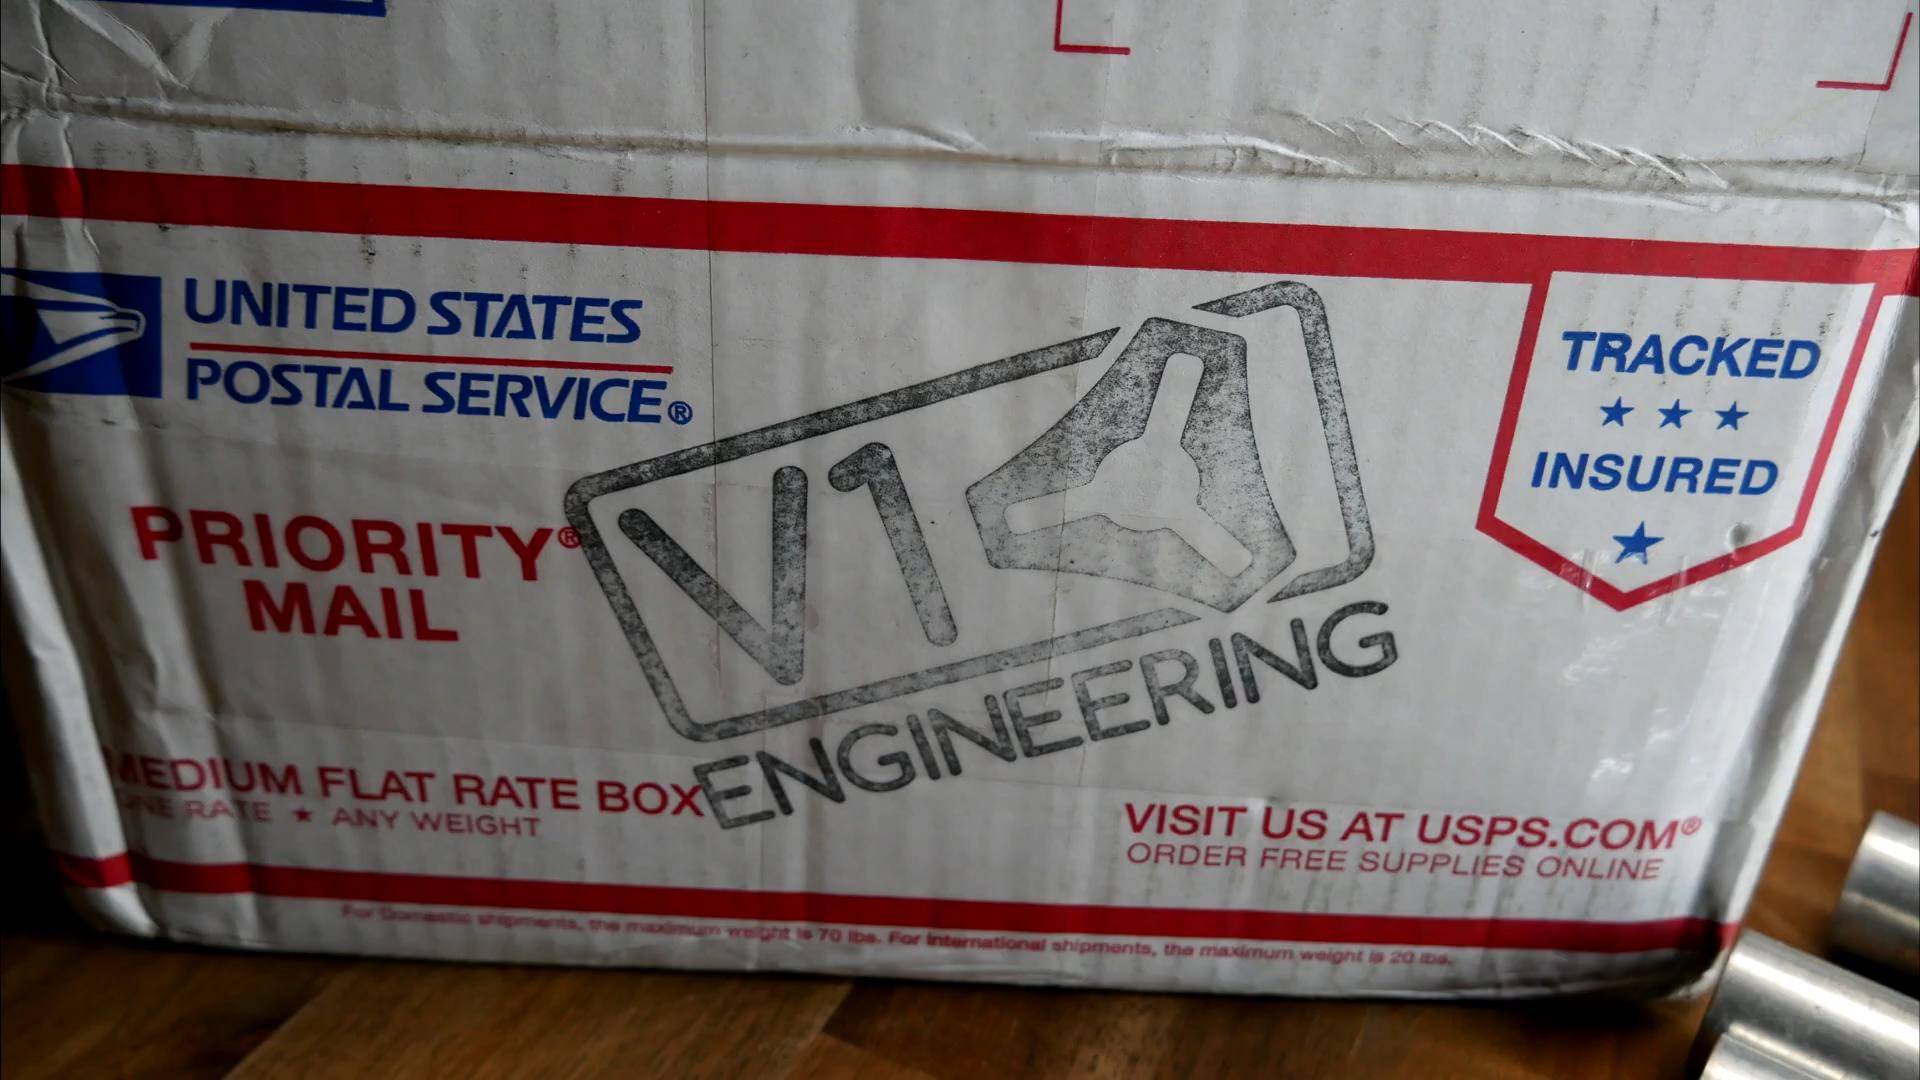 UNITED STATES
POSTAL SERVICE®
PRIORITY®
MAIL
V1
ENGINEERING
TRACKED
★ ★ ★
INSURED
★
MEDIUM FLAT RATE BOX
ONE RATE ★ ANY WEIGHT
VISIT US AT USPS.COM®
ORDER FREE SUPPLIES ONLINE
For Domestic shipments, the maximum weight is 70 lbs. For international shipments, the maximum weight is 20 lbs.